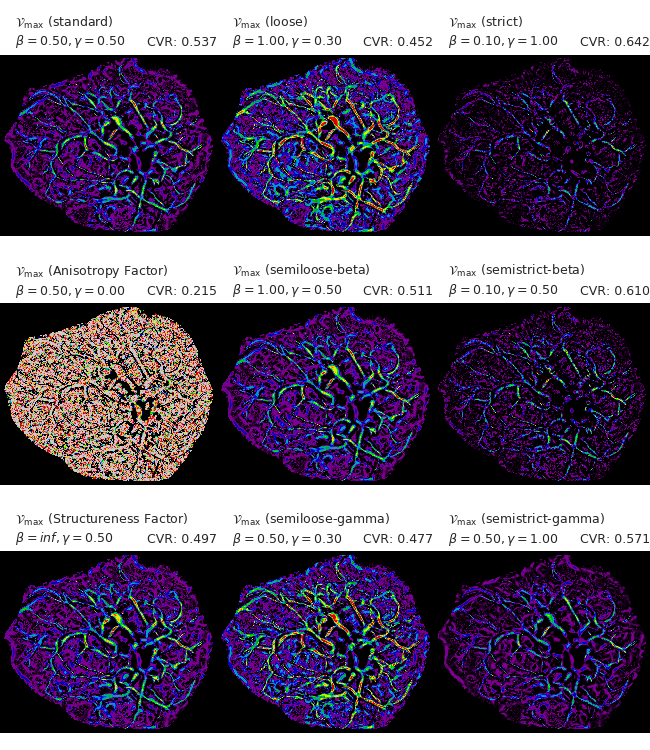 𝒱max (standard) 𝒱max (loose) 𝒱max (strict)
β = 0.50, γ = 0.50 CVR: 0.537 β = 1.00, γ = 0.30 CVR: 0.452 β = 0.10, γ = 1.00 CVR: 0.642
𝒱max (Anisotropy Factor) 𝒱max (semiloose-beta) 𝒱max (semistrict-beta)
β = 0.50, γ = 0.00 CVR: 0.215 β = 1.00, γ = 0.50 CVR: 0.511 β = 0.10, γ = 0.50 CVR: 0.610
𝒱max (Structureness Factor) 𝒱max (semiloose-gamma) 𝒱max (semistrict-gamma)
β = inf, γ = 0.50 CVR: 0.497 β = 0.50, γ = 0.30 CVR: 0.477 β = 0.50, γ = 1.00 CVR: 0.571